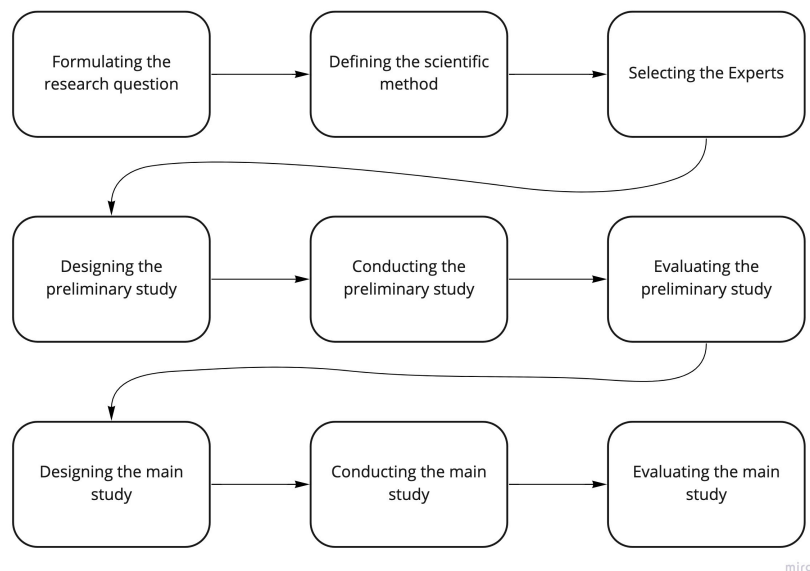 Formulating the
research question
Defining the scientific
method
Selecting the Experts
Designing the
preliminary study
Conducting the
preliminary study
Evaluating the
preliminary study
Designing the main
study
Conducting the main
study
Evaluating the main
study